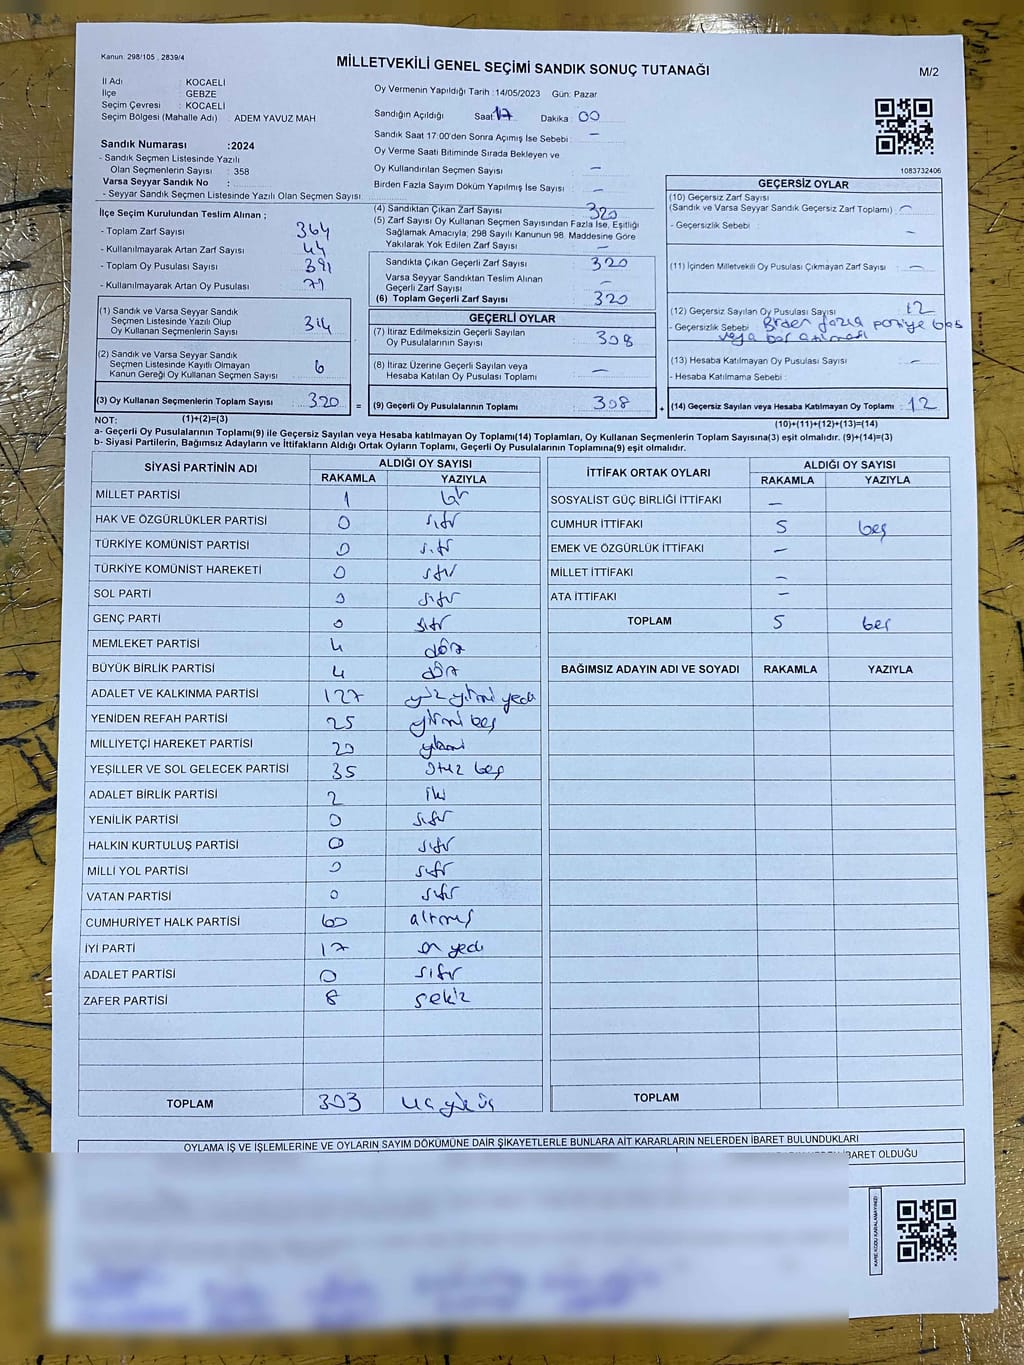 Kanun: 298/105 , 2839/4
MİLLETVEKİLİ GENEL SEÇİMİ SANDIK SONUÇ TUTANAĞI
M/2
İl Adı : KOCAELİ
İlçe : GEBZE
Seçim Çevresi : KOCAELİ
Seçim Bölgesi (Mahalle Adı) : ADEM YAVUZ MAH
Sandık Numarası :2024
- Sandık Seçmen Listesinde Yazılı
Olan Seçmenlerin Sayısı : 358
Varsa Seyyar Sandık No :
- Seyyar Sandık Seçmen Listesinde Yazılı Olan Seçmen Sayısı :
Oy Vermenin Yapıldığı Tarih :14/05/2023 Gün: Pazar
Sandığın Açıldığı Saat: 17 Dakika : 00
Sandık Saat 17:00'den Sonra Açımış İse Sebebi : –
Oy Verme Saati Bitiminde Sırada Bekleyen ve
Oy Kullandırılan Seçmen Sayısı : –
Birden Fazla Sayım Döküm Yapılmış İse Sayısı : –
1083732406
İlçe Seçim Kurulundan Teslim Alınan ;
- Toplam Zarf Sayısı : 364
- Kullanılmayarak Artan Zarf Sayısı : 44
- Toplam Oy Pusulası Sayısı : 391
- Kullanılmayarak Artan Oy Pusulası : 71
(1) Sandık ve Varsa Seyyar Sandık
Seçmen Listesinde Yazılı Olup
Oy Kullanan Seçmenlerin Sayısı : 314
(2) Sandık ve Varsa Seyyar Sandık
Seçmen Listesinde Kayıtlı Olmayan
Kanun Gereği Oy Kullanan Seçmen Sayısı : 6
(3) Oy Kullanan Seçmenlerin Toplam Sayısı : 320 =
(4) Sandıktan Çıkan Zarf Sayısı : 320
(5) Zarf Sayısı Oy Kullanan Seçmen Sayısından Fazla İse, Eşitliği
Sağlamak Amacıyla, 298 Sayılı Kanunun 98. Maddesine Göre
Yakılarak Yok Edilen Zarf Sayısı : –
Sandıkta Çıkan Geçerli Zarf Sayısı : 320
Varsa Seyyar Sandıktan Teslim Alınan
Geçerli Zarf Sayısı : –
(6) Toplam Geçerli Zarf Sayısı : 320
GEÇERLİ OYLAR
(7) İtiraz Edilmeksizin Geçerli Sayılan
Oy Pusulalarının Sayısı : 308
(8) İtiraz Üzerine Geçerli Sayılan veya
Hesaba Katılan Oy Pusulası Toplamı : –
(9) Geçerli Oy Pusulalarının Toplamı : 308 +
GEÇERSİZ OYLAR
(10) Geçersiz Zarf Sayısı
(Sandık ve Varsa Seyyar Sandık Geçersiz Zarf Toplamı) : –
- Geçersizlik Sebebi : –
(11) İçinden Milletvekili Oy Pusulası Çıkmayan Zarf Sayısı : –
(12) Geçersiz Sayılan Oy Pusulası Sayısı : 12
- Geçersizlik Sebebi : Birden fazla partiye bas
veya
(13) Hesaba Katılmayan Oy Pusulası Sayısı : –
- Hesaba Katılmama Sebebi :
(14) Geçersiz Sayılan veya Hesaba Katılmayan Oy Toplamı : 12
NOT: (1)+(2)=(3)
(10)+(11)+(12)+(13)=(14)
a- Geçerli Oy Pusulasının Toplamı(9) ile Geçersiz Sayılan veya Hesaba katılmayan Oy Toplamı(14) Toplamları, Oy Kullanan Seçmenlerin Toplam Sayısına(3) eşit olmalıdır. (9)+(14)=(3)
b- Siyasi Partilerin, Bağımsız Adayların ve İttifakların Aldığı Ortak Oyların Toplamı, Geçerli Oy Pusulalarının Toplamına(9) eşit olmalıdır.
SİYASİ PARTİNİN ADI ALDIĞI OY SAYISI
RAKAMLA YAZIYLA
MİLLET PARTİSİ 1 bir
HAK VE ÖZGÜRLÜKLER PARTİSİ 0 sıfır
TÜRKİYE KOMÜNİST PARTİSİ 0 sıfır
TÜRKİYE KOMÜNİST HAREKETİ 0 sıfır
SOL PARTİ 0 sıfır
GENÇ PARTİ 0 sıfır
MEMLEKET PARTİSİ 4 dört
BÜYÜK BİRLİK PARTİSİ 4 dört
ADALET VE KALKINMA PARTİSİ 127 yüz yirmi yedi
YENİDEN REFAH PARTİSİ 25 yirmi beş
MİLLİYETÇİ HAREKET PARTİSİ 20 yirmi
YEŞİLLER VE SOL GELECEK PARTİSİ 35 otuz beş
ADALET BİRLİK PARTİSİ 2 iki
YENİLİK PARTİSİ 0 sıfır
HALKIN KURTULUŞ PARTİSİ 0 sıfır
MİLLİ YOL PARTİSİ 0 sıfır
VATAN PARTİSİ 0 sıfır
CUMHURİYET HALK PARTİSİ 60 altmış
İYİ PARTİ 17 on yedi
ADALET PARTİSİ 0 sıfır
ZAFER PARTİSİ 8 sekiz
TOPLAM 303 üç yüz üç
İTTİFAK ORTAK OYLARI ALDIĞI OY SAYISI
RAKAMLA YAZIYLA
SOSYALİST GÜÇ BİRLİĞİ İTTİFAKI –
CUMHUR İTTİFAKI 5 beş
EMEK VE ÖZGÜRLÜK İTTİFAKI –
MİLLET İTTİFAKI –
ATA İTTİFAKI –
TOPLAM 5 beş
BAĞIMSIZ ADAYIN ADI VE SOYADI RAKAMLA YAZIYLA
TOPLAM
OYLAMA İŞ VE İŞLEMLERİNE VE OYLARIN SAYIM DÖKÜMÜNE DAİR ŞİKAYETLERLE BUNLARA AİT KARARLARIN NELERDEN İBARET BULUNDUKLARI
İBARET OLDUĞU
KARE KODU KARALAMAYINIZ!